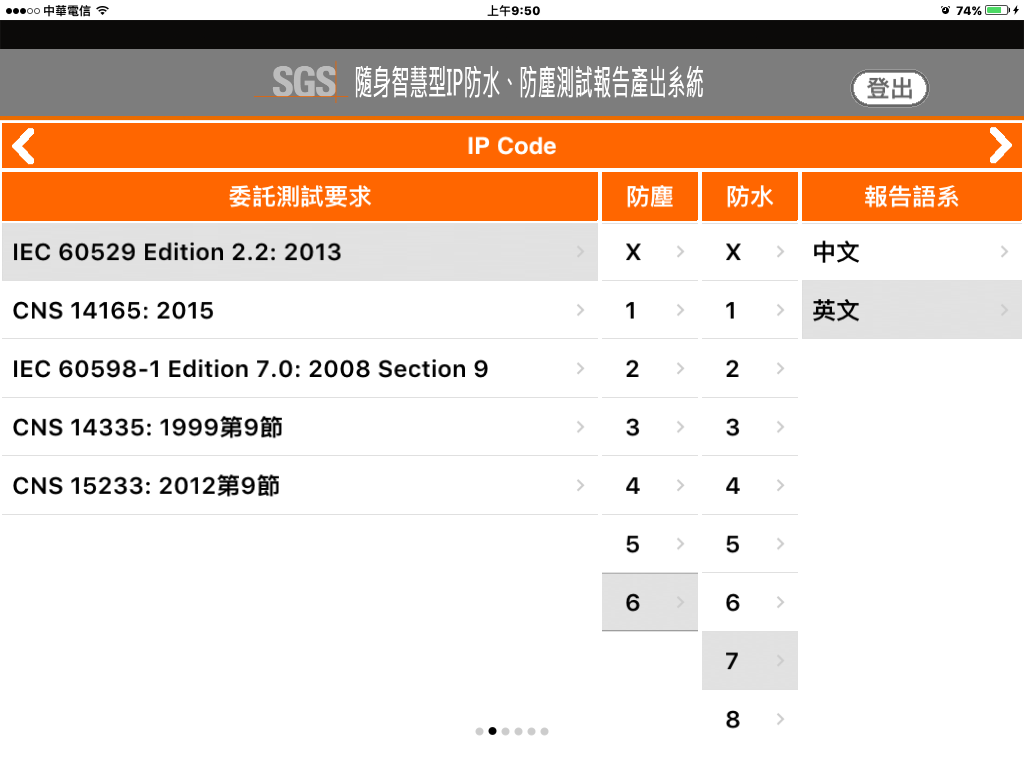 中華電信 上午9:50 74%
SGS 隨身智慧型IP防水、防塵測試報告產出系統 登出
IP Code
委託測試要求 防塵 防水 報告語系
IEC 60529 Edition 2.2: 2013 X X 中文
CNS 14165: 2015 1 1 英文
IEC 60598-1 Edition 7.0: 2008 Section 9 2 2
CNS 14335: 1999第9節 3 3
CNS 15233: 2012第9節 4 4
5 5
6 6
7
8